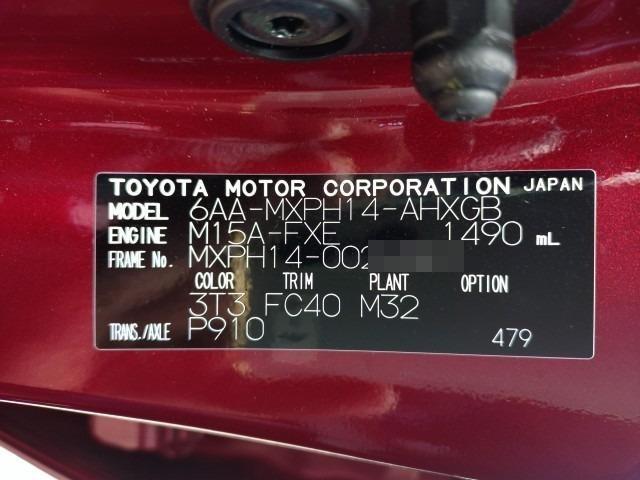 TOYOTA MOTOR CORPORATION JAPAN
MODEL 6AA-MXPH14-AHXGB
ENGINE M15A-FXE 1490 mL
FRAME No. MXPH14-002
COLOR TRIM PLANT OPTION
3T3 FC40 M32
TRANS./AXLE P910 479